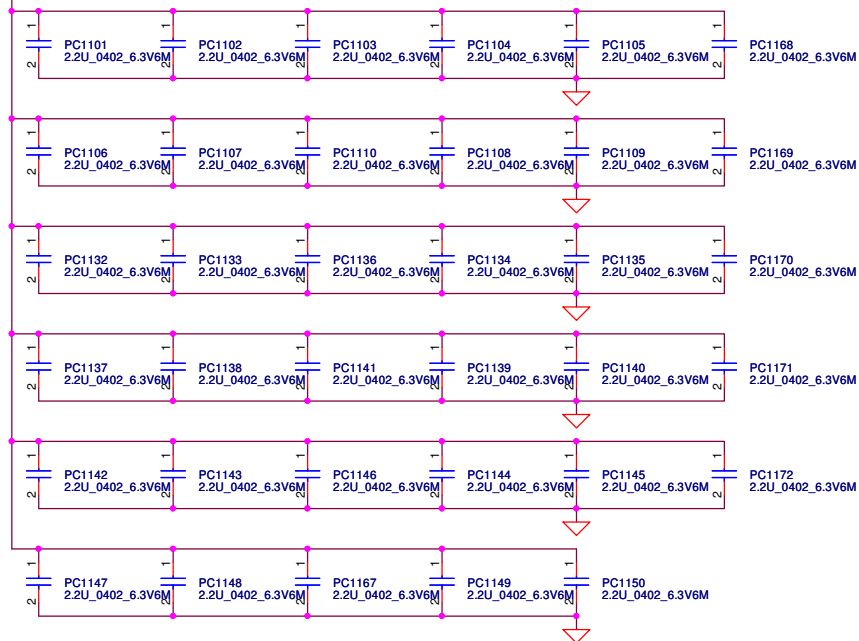 1 1 1 1 1 1
PC1101 PC1102 PC1103 PC1104 PC1105 PC1168
2.2U_0402_6.3V6M 2.2U_0402_6.3V6M 2.2U_0402_6.3V6M 2.2U_0402_6.3V6M 2.2U_0402_6.3V6M 2.2U_0402_6.3V6M
2 2 2 2 2 2
1 1 1 1 1 1
PC1106 PC1107 PC1110 PC1108 PC1109 PC1169
2.2U_0402_6.3V6M 2.2U_0402_6.3V6M 2.2U_0402_6.3V6M 2.2U_0402_6.3V6M 2.2U_0402_6.3V6M 2.2U_0402_6.3V6M
2 2 2 2 2 2
1 1 1 1 1 1
PC1132 PC1133 PC1136 PC1134 PC1135 PC1170
2.2U_0402_6.3V6M 2.2U_0402_6.3V6M 2.2U_0402_6.3V6M 2.2U_0402_6.3V6M 2.2U_0402_6.3V6M 2.2U_0402_6.3V6M
2 2 2 2 2 2
1 1 1 1 1 1
PC1137 PC1138 PC1141 PC1139 PC1140 PC1171
2.2U_0402_6.3V6M 2.2U_0402_6.3V6M 2.2U_0402_6.3V6M 2.2U_0402_6.3V6M 2.2U_0402_6.3V6M 2.2U_0402_6.3V6M
2 2 2 2 2 2
1 1 1 1 1 1
PC1142 PC1143 PC1146 PC1144 PC1145 PC1172
2.2U_0402_6.3V6M 2.2U_0402_6.3V6M 2.2U_0402_6.3V6M 2.2U_0402_6.3V6M 2.2U_0402_6.3V6M 2.2U_0402_6.3V6M
2 2 2 2 2 2
1 1 1 1 1
PC1147 PC1148 PC1167 PC1149 PC1150
2.2U_0402_6.3V6M 2.2U_0402_6.3V6M 2.2U_0402_6.3V6M 2.2U_0402_6.3V6M 2.2U_0402_6.3V6M
2 2 2 2 2